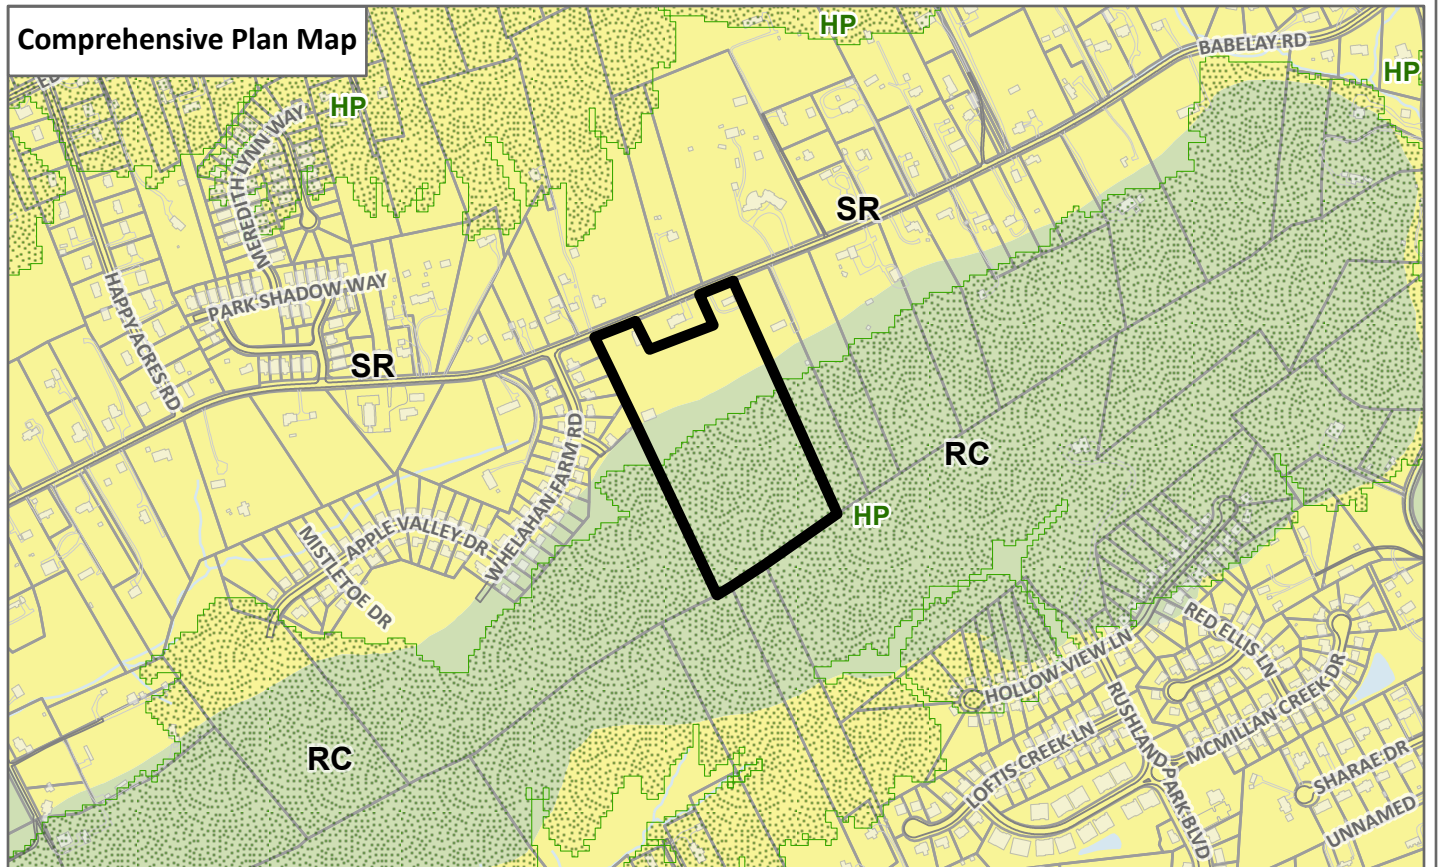 Comprehensive Plan Map
HP
BABELAY RD
HP
HP
MEREDITH LYNN WAY
SR
HAPPY ACRES RD
PARK SHADOW WAY
SR
WHELAHAN FARM RD
RC
HP
APPLE VALLEY DR
MISTLETOE DR
HOLLOW VIEW LN
RED ELLIS LN
RUSHLAND PARK BLVD
MCMILLAN CREEK DR
LOFTIS CREEK LN
RC
SHARAE DR
UNNAMED